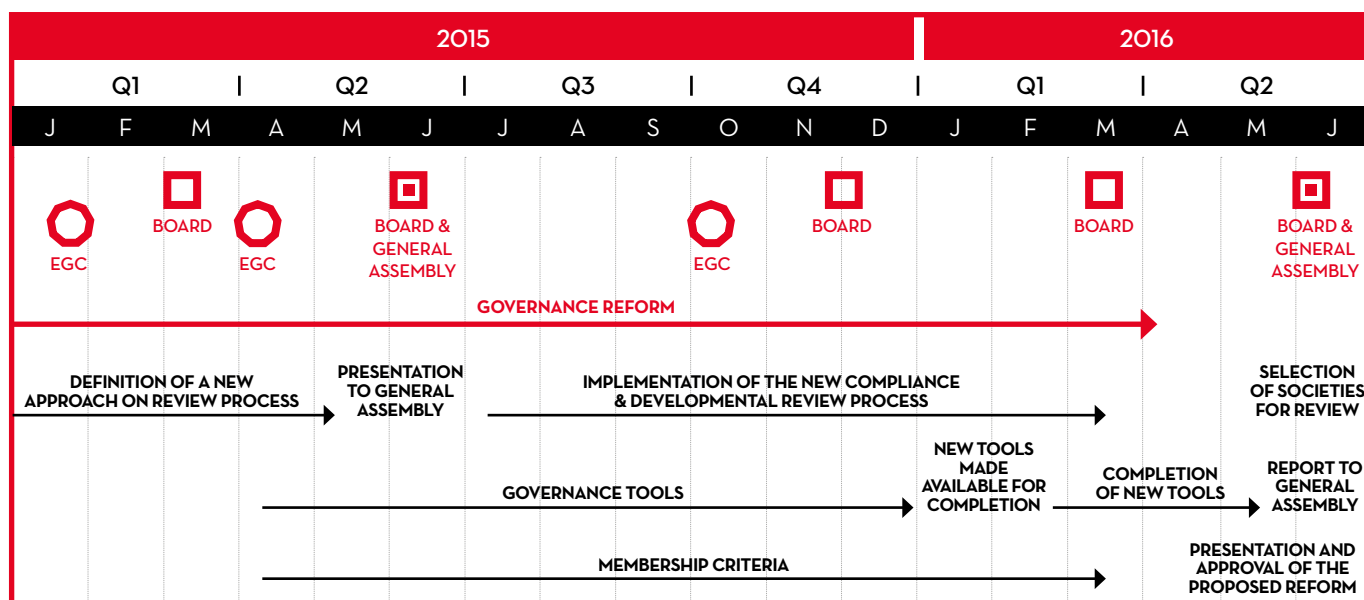 2015 2016
Q1 | Q2 | Q3 | Q4 | Q1 | Q2
J F M A M J J A S O N D J F M A M J
EGC
BOARD
EGC
BOARD &
GENERAL
ASSEMBLY
EGC
BOARD
BOARD
BOARD &
GENERAL
ASSEMBLY
GOVERNANCE REFORM
DEFINITION OF A NEW
APPROACH ON REVIEW PROCESS
PRESENTATION
TO GENERAL
ASSEMBLY
IMPLEMENTATION OF THE NEW COMPLIANCE
& DEVELOPMENTAL REVIEW PROCESS
SELECTION
OF SOCIETIES
FOR REVIEW
GOVERNANCE TOOLS
NEW TOOLS
MADE
AVAILABLE FOR
COMPLETION
COMPLETION
OF NEW TOOLS
REPORT TO
GENERAL
ASSEMBLY
MEMBERSHIP CRITERIA
PRESENTATION AND
APPROVAL OF THE
PROPOSED REFORM